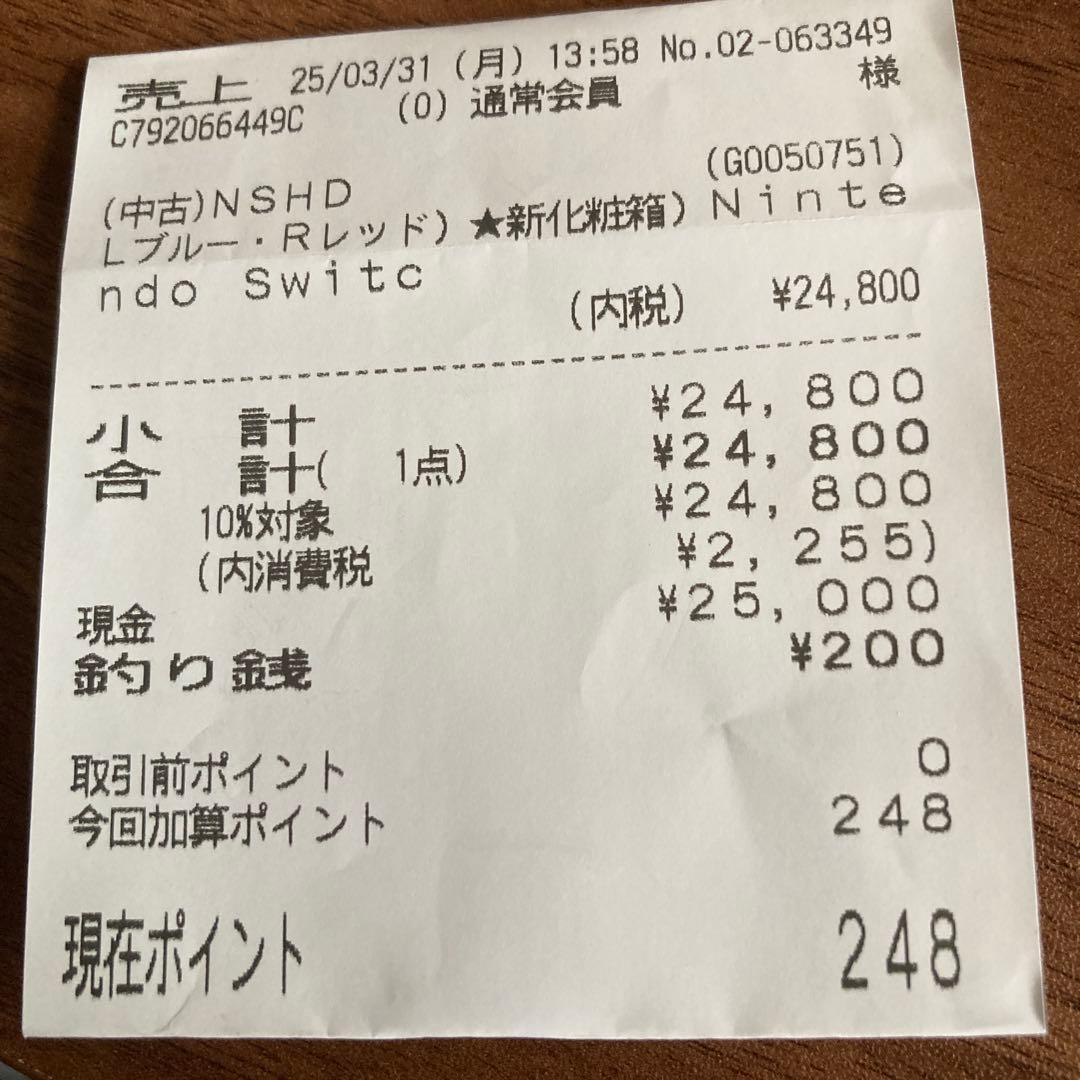 売上 25/03/31 (月) 13:58 No.02-063349
C792066449C (0) 通常会員 様
(G0050751)
(中古)NSHD
Lブルー・Rレッド) ★新化粧箱) Ninte
ndo Switc
(内税) ¥24,800
小計 ¥24,800
合計( 1点) ¥24,800
10%対象 ¥24,800
(内消費税 ¥2,255)
現金 ¥25,000
釣り銭 ¥200
取引前ポイント 0
今回加算ポイント 248
現在ポイント 248